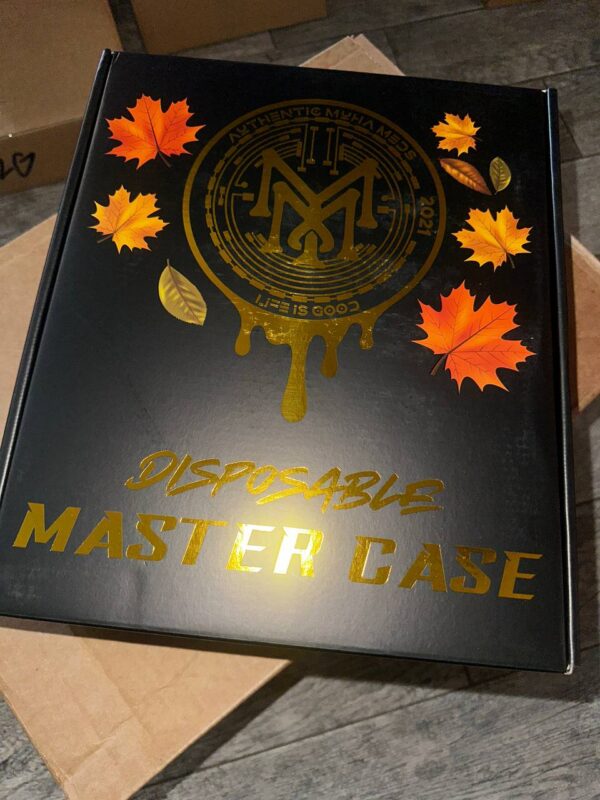 AUTHENTIC MUHA MEDS
2021
LIFE IS GOOD
DISPOSABLE
MASTER CASE